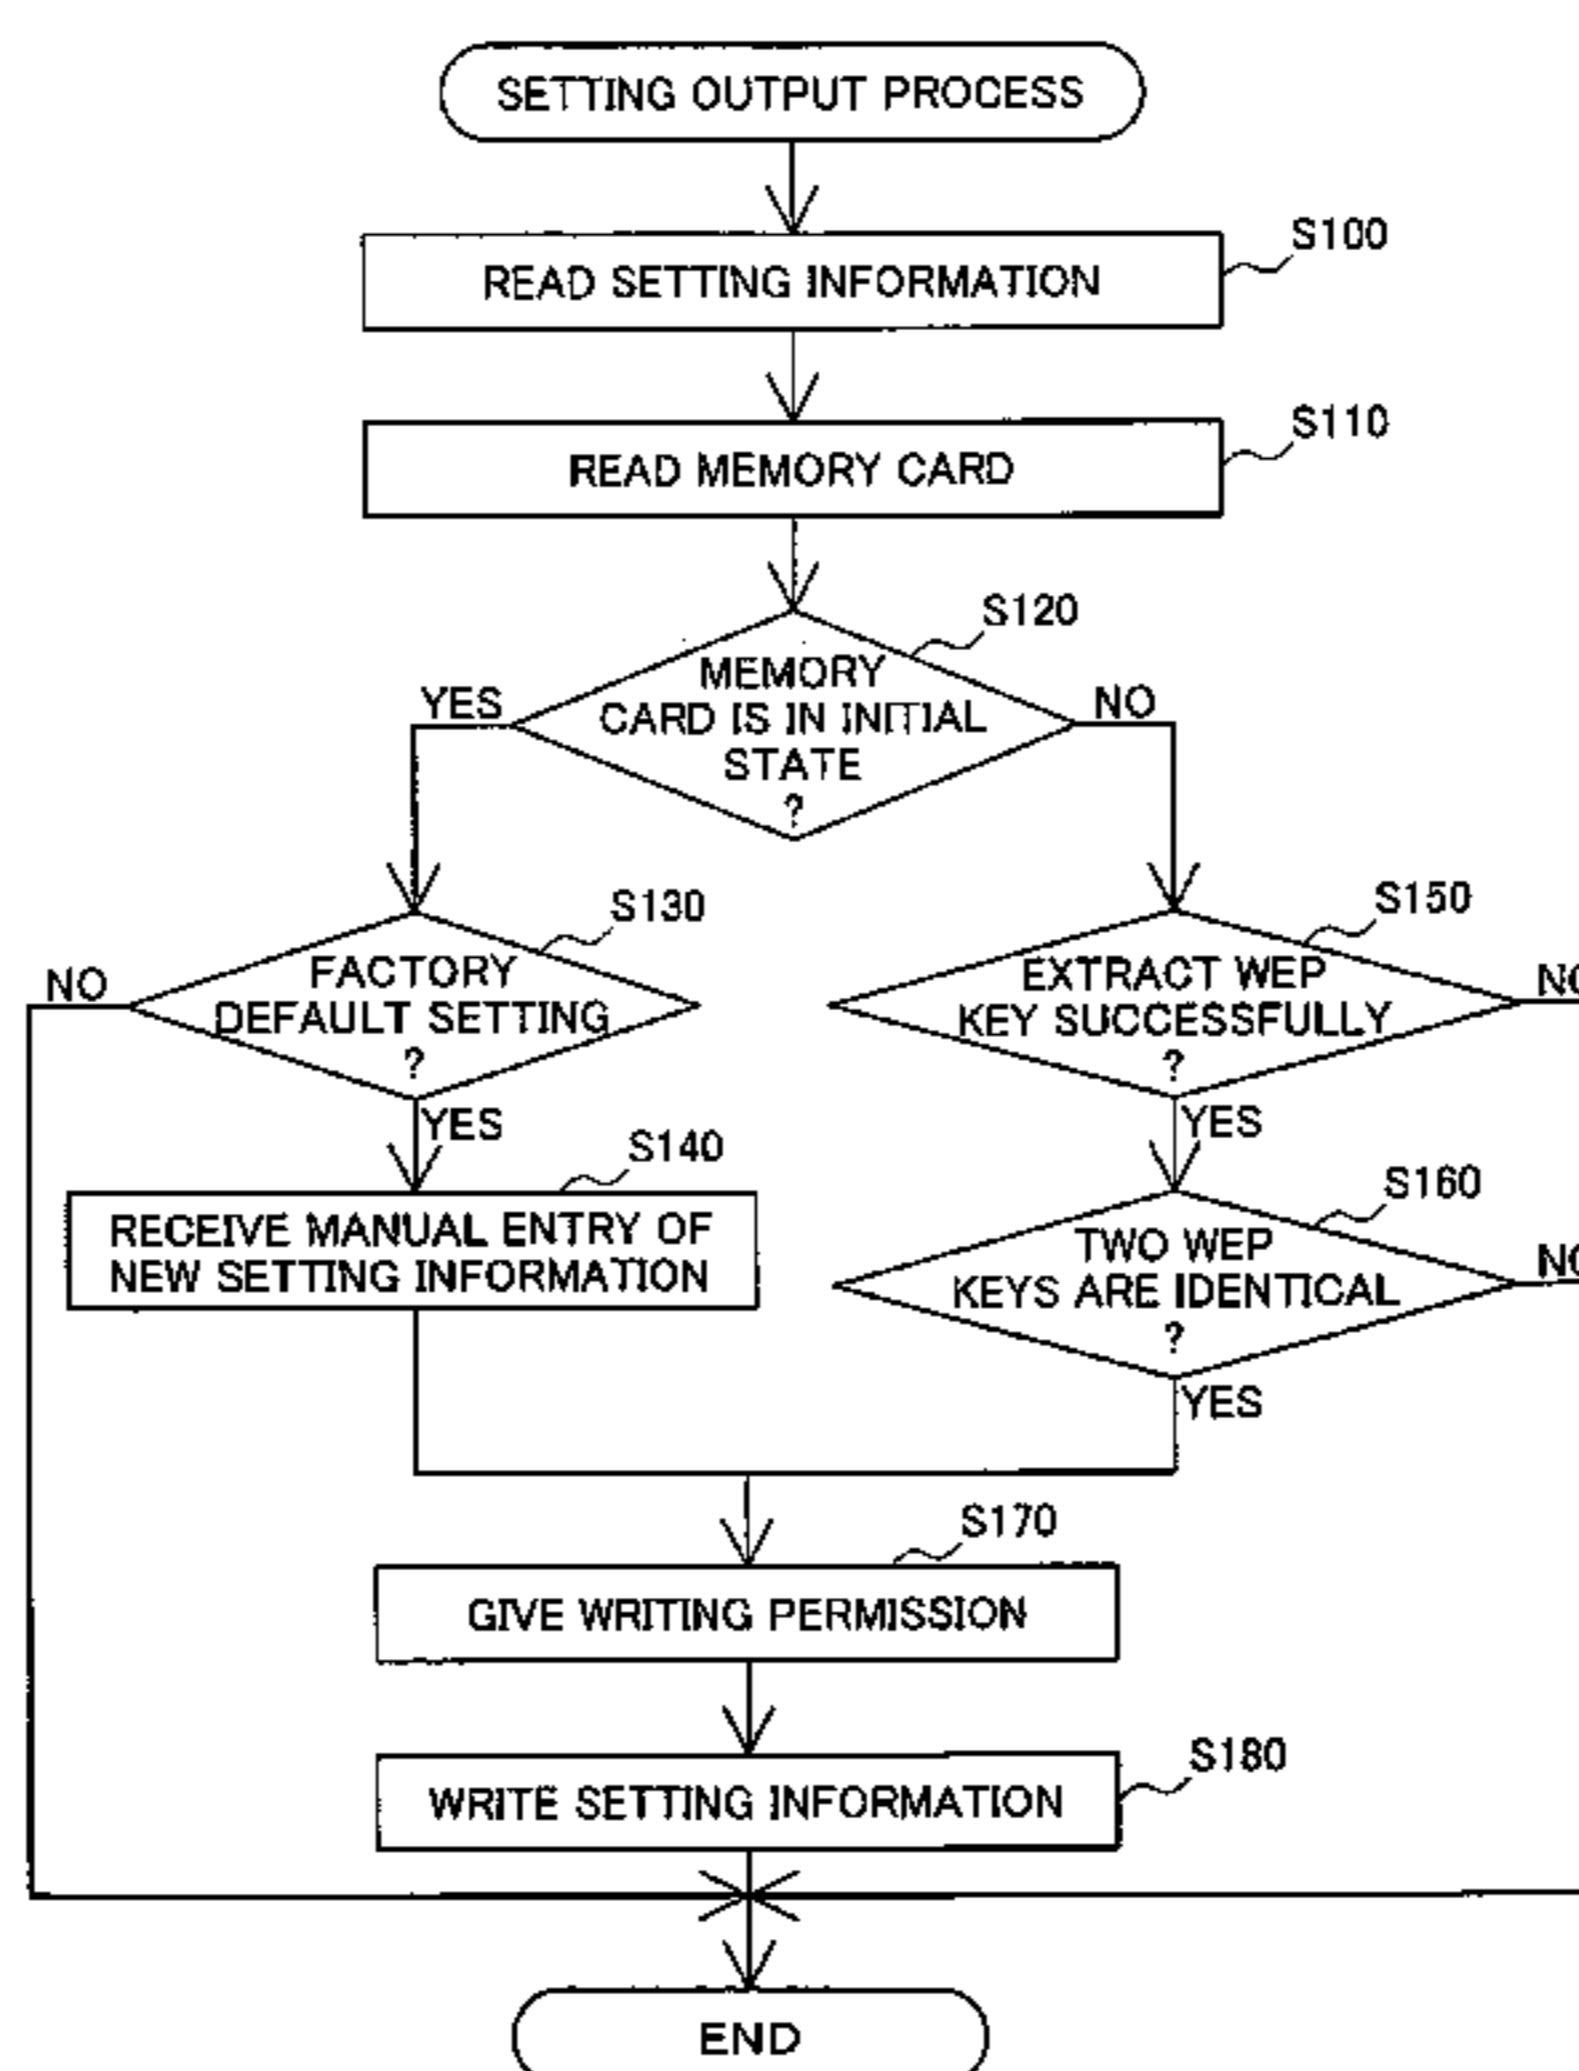 SETTING OUTPUT PROCESS
S100
READ SETTING INFORMATION
S110
READ MEMORY CARD
S120
MEMORY
CARD IS IN INITIAL
STATE
?
YES
NO
S130
FACTORY
DEFAULT SETTING
?
NO
YES
S150
EXTRACT WEP
KEY SUCCESSFULLY
?
NO
YES
S140
RECEIVE MANUAL ENTRY OF
NEW SETTING INFORMATION
S160
TWO WEP
KEYS ARE IDENTICAL
?
NO
YES
S170
GIVE WRITING PERMISSION
S180
WRITE SETTING INFORMATION
END